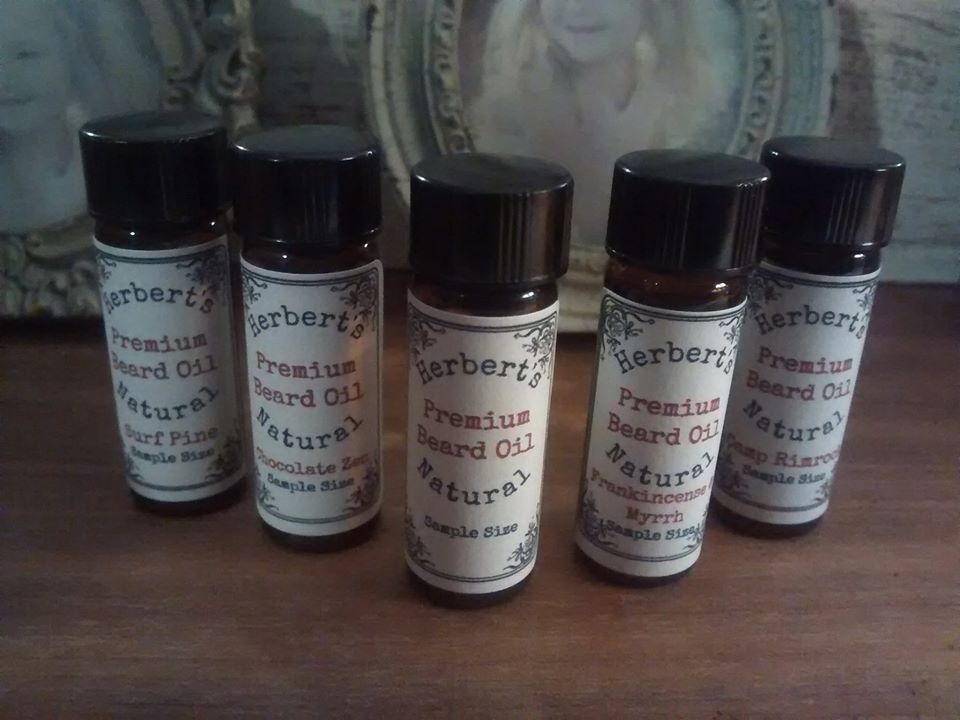 Herbert's
Premium
Beard Oil
Natural
Surf Pine
Sample Size
Herbert's
Premium
Beard Oil
Natural
Chocolate Zen
Sample Size
Herbert's
Premium
Beard Oil
Natural
Sample Size
Herbert's
Premium
Beard Oil
Natural
Frankincense
Myrrh
Sample Size
Herbert's
Premium
Beard Oil
Natural
Camp Rimrock
Sample Size